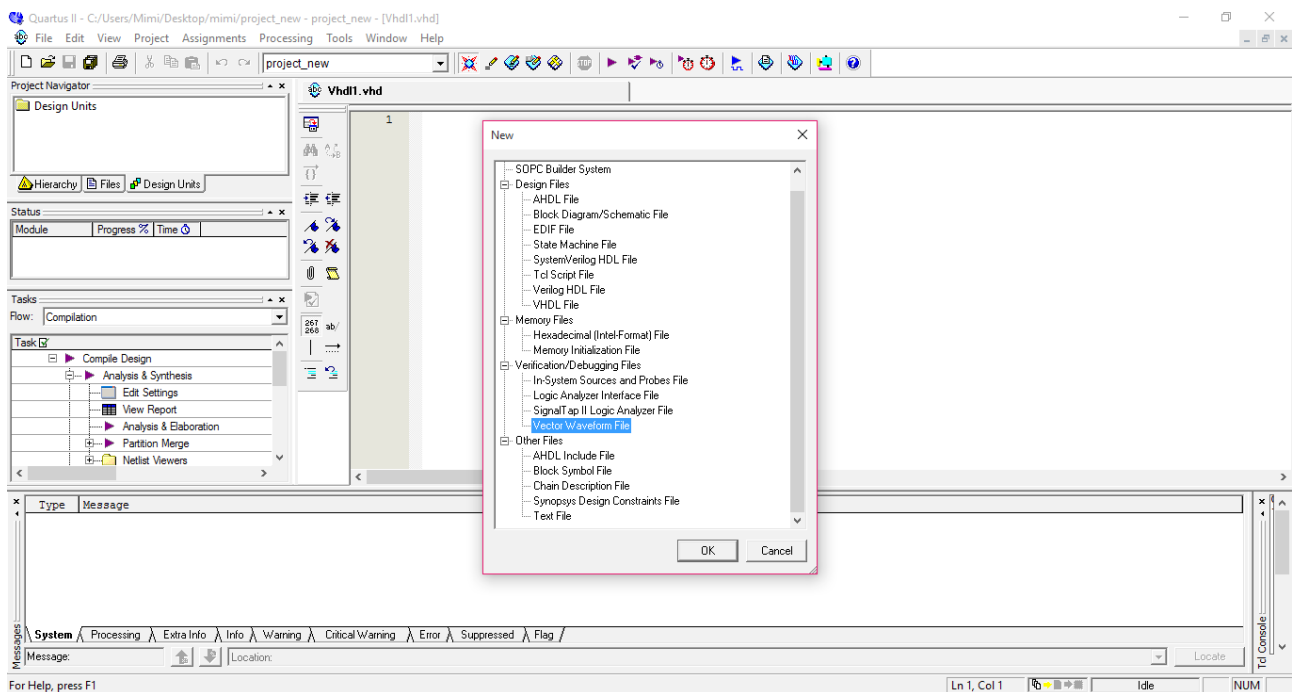 Quartus II - C:/Users/Mimi/Desktop/mimi/project_new - project_new - [Vhdl1.vhd]
File Edit View Project Assignments Processing Tools Window Help
project_new
Project Navigator
Design Units
Hierarchy Files Design Units
Status
Module Progress % Time
Tasks
Flow: Compilation
Task
Compile Design
Analysis & Synthesis
Edit Settings
View Report
Analysis & Elaboration
Partition Merge
Netlist Viewers
Vhdl1.vhd
1
267
268 ab/
New
SOPC Builder System
Design Files
AHDL File
Block Diagram/Schematic File
EDIF File
State Machine File
SystemVerilog HDL File
Tcl Script File
Verilog HDL File
VHDL File
Memory Files
Hexadecimal (Intel-Format) File
Memory Initialization File
Verification/Debugging Files
In-System Sources and Probes File
Logic Analyzer Interface File
SignalTap II Logic Analyzer File
Vector Waveform File
Other Files
AHDL Include File
Block Symbol File
Chain Description File
Synopsys Design Constraints File
Text File
OK Cancel
Type Message
System Processing Extra Info Info Warning Critical Warning Error Suppressed Flag
Messages
Message: Location: Locate
Tcl Console
For Help, press F1 Ln 1, Col 1 Idle NUM